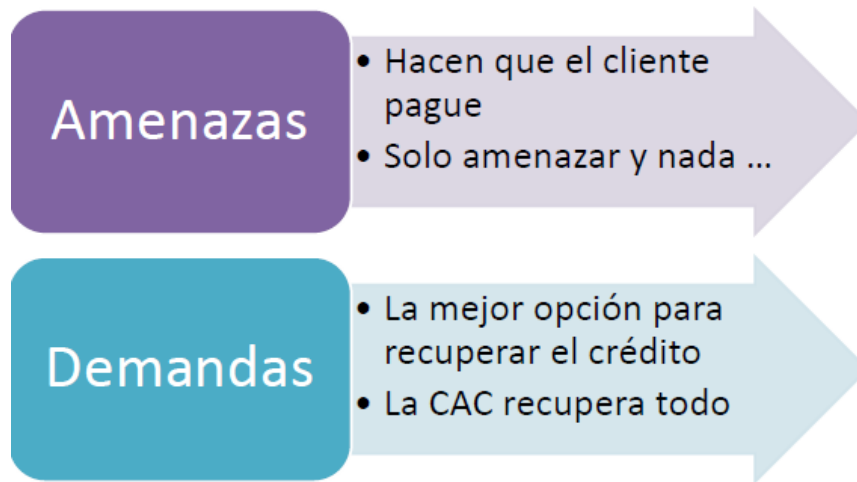 Amenazas
• Hacen que el cliente
pague
• Solo amenazar y nada ...
Demandas
• La mejor opción para
recuperar el crédito
• La CAC recupera todo